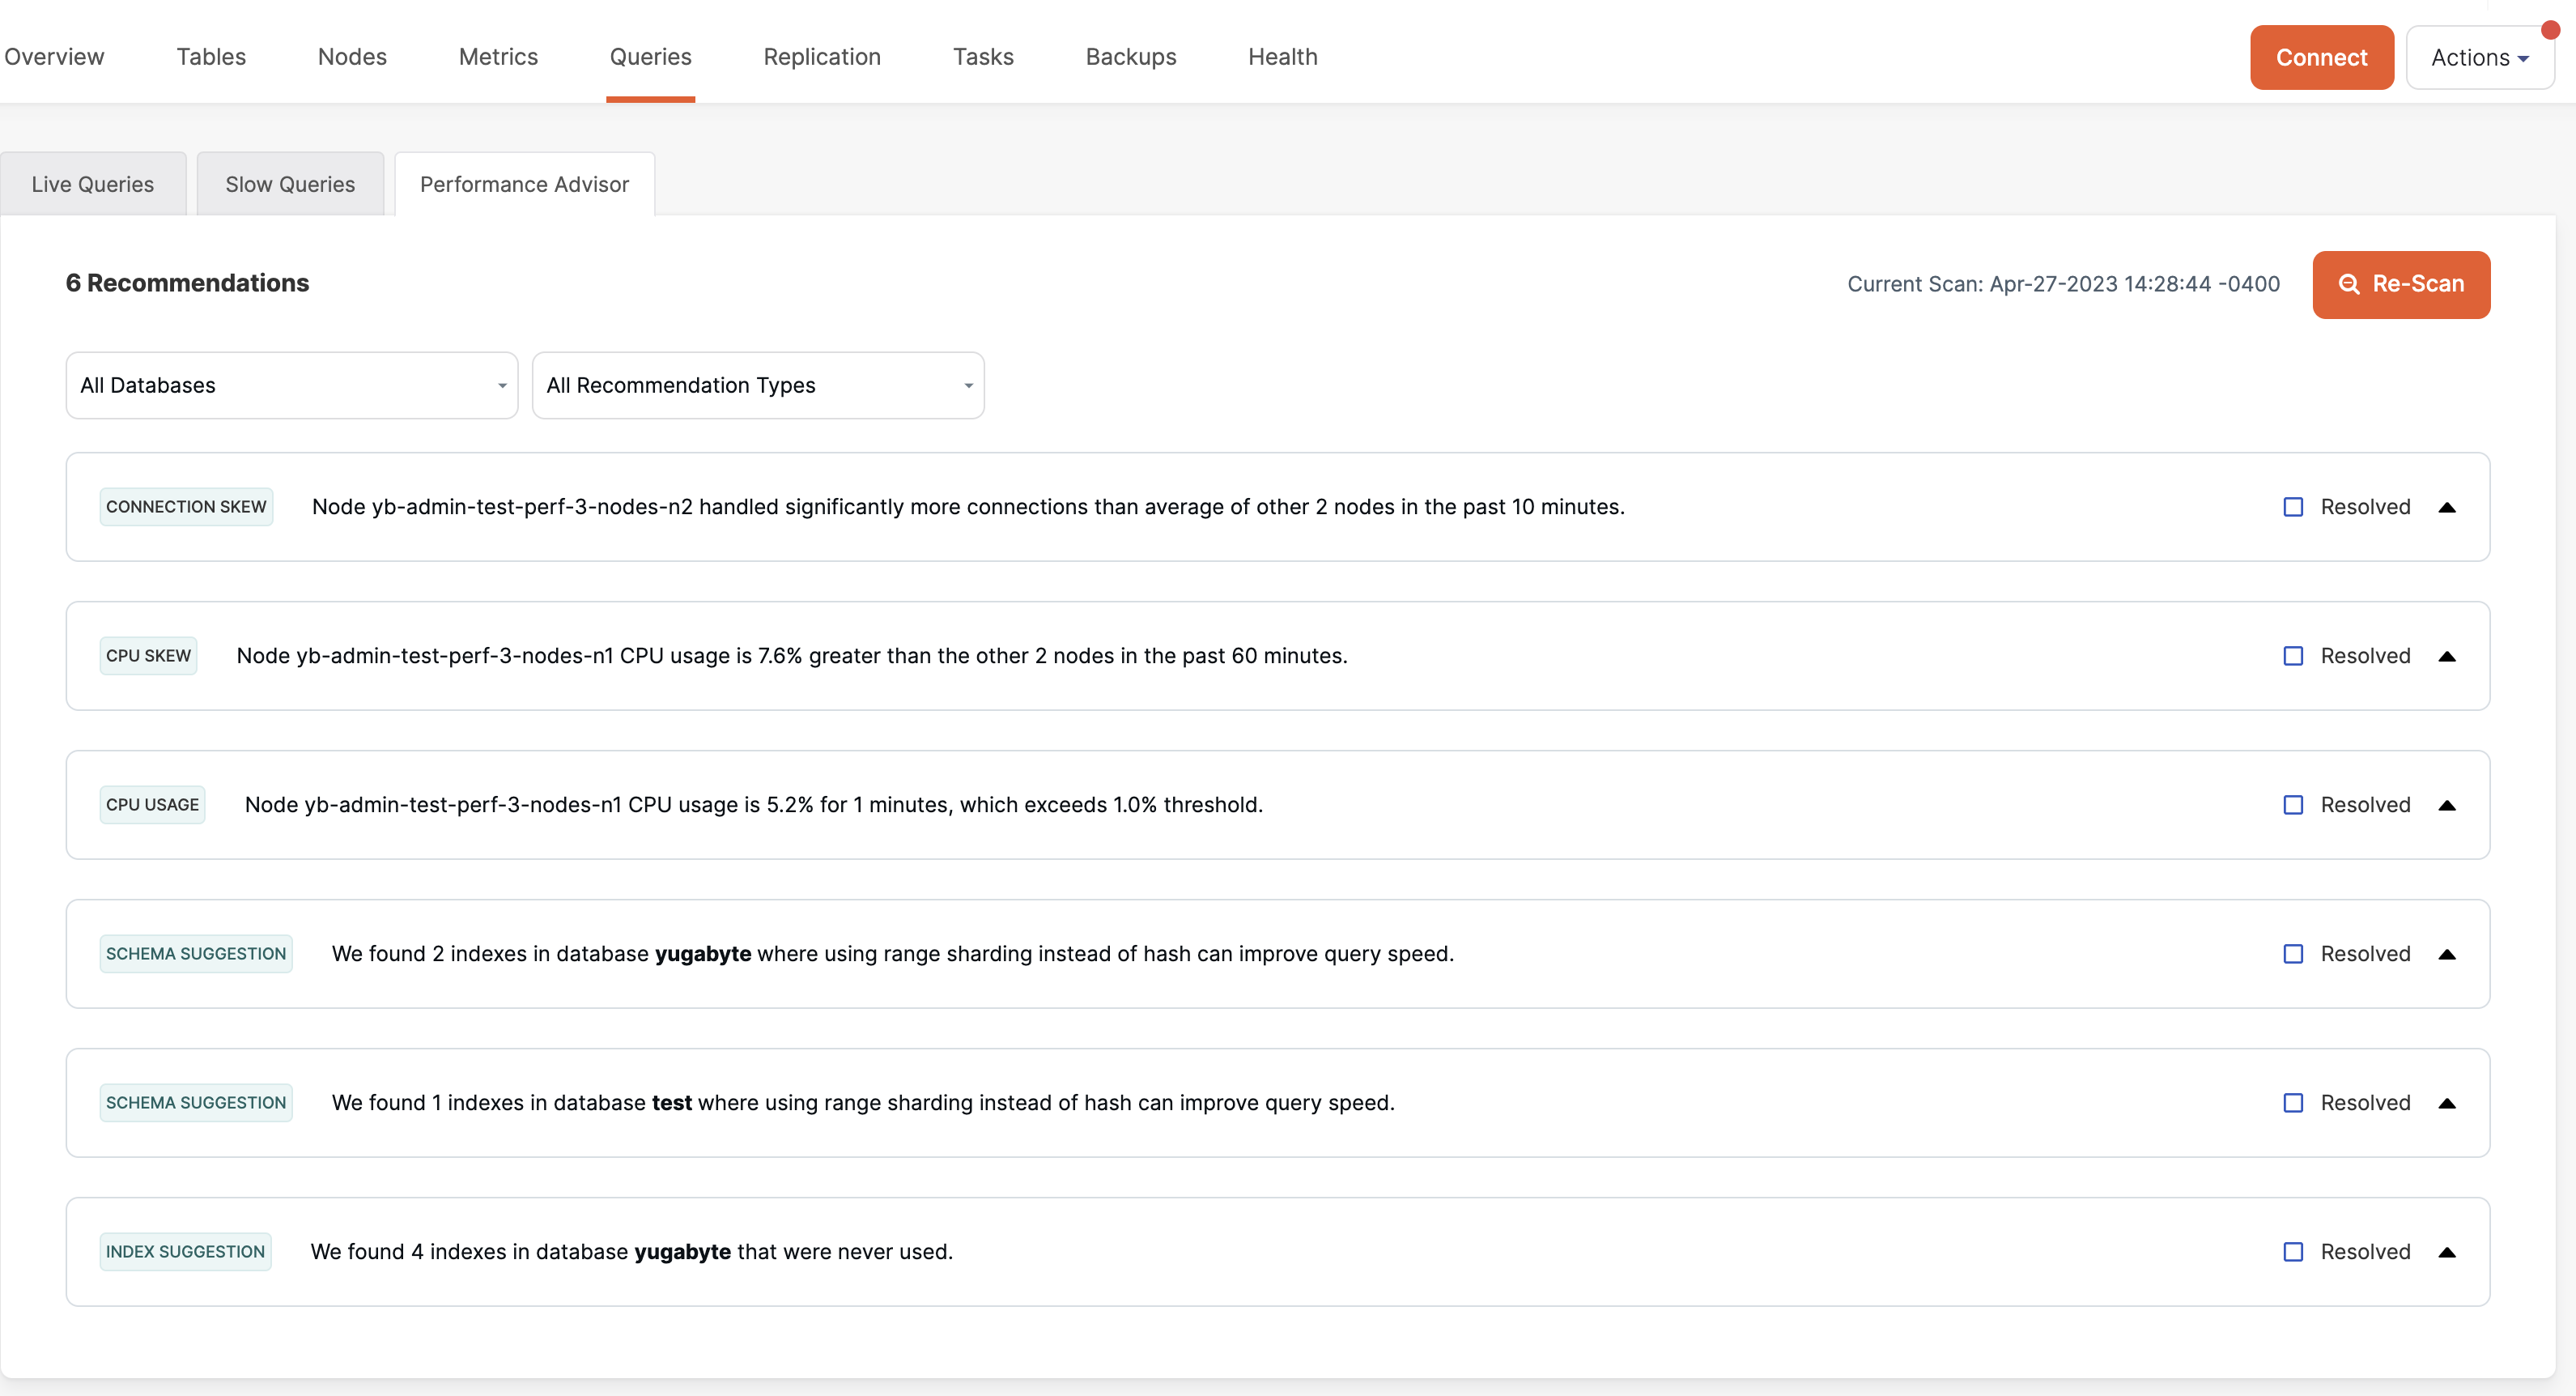 Overview Tables Nodes Metrics Queries Replication Tasks Backups Health Connect Actions
Live Queries Slow Queries Performance Advisor
6 Recommendations Current Scan: Apr-27-2023 14:28:44 -0400 Re-Scan
All Databases All Recommendation Types
CONNECTION SKEW Node yb-admin-test-perf-3-nodes-n2 handled significantly more connections than average of other 2 nodes in the past 10 minutes. Resolved
CPU SKEW Node yb-admin-test-perf-3-nodes-n1 CPU usage is 7.6% greater than the other 2 nodes in the past 60 minutes. Resolved
CPU USAGE Node yb-admin-test-perf-3-nodes-n1 CPU usage is 5.2% for 1 minutes, which exceeds 1.0% threshold. Resolved
SCHEMA SUGGESTION We found 2 indexes in database yugabyte where using range sharding instead of hash can improve query speed. Resolved
SCHEMA SUGGESTION We found 1 indexes in database test where using range sharding instead of hash can improve query speed. Resolved
INDEX SUGGESTION We found 4 indexes in database yugabyte that were never used. Resolved